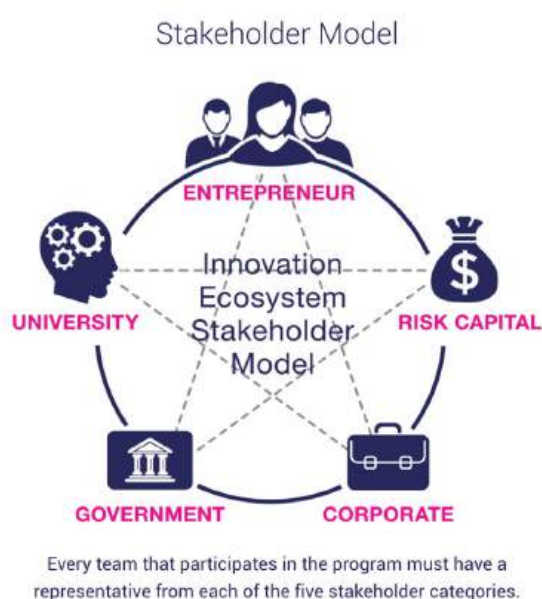 Stakeholder Model
ENTREPRENEUR
Innovation
Ecosystem
Stakeholder
Model
UNIVERSITY
RISK CAPITAL
$
GOVERNMENT
CORPORATE
Every team that participates in the program must have a
representative from each of the five stakeholder categories.